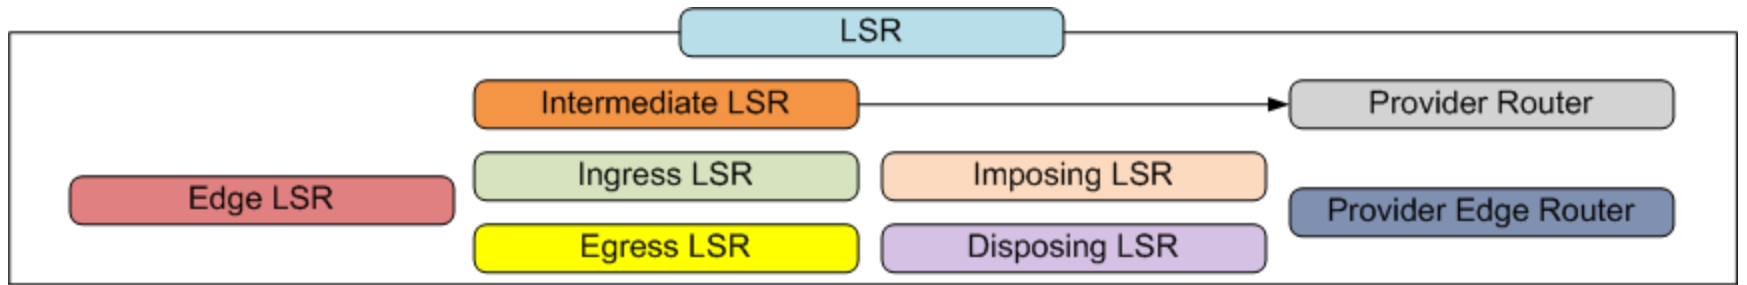 LSR
Intermediate LSR
Provider Router
Ingress LSR
Imposing LSR
Edge LSR
Provider Edge Router
Egress LSR
Disposing LSR